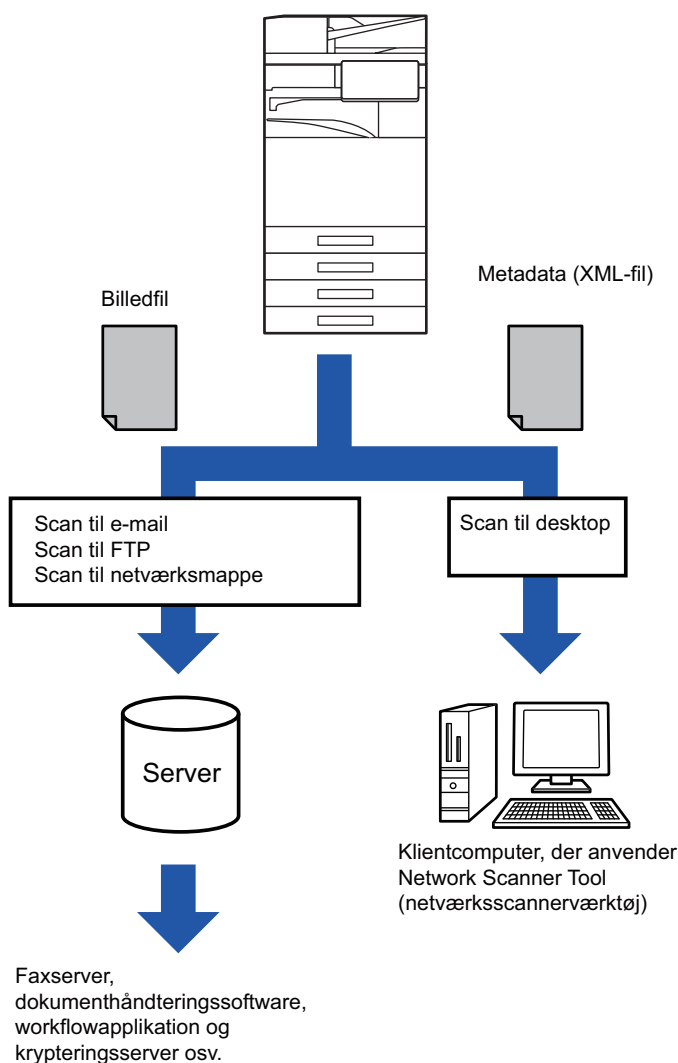 Billedfil
Metadata (XML-fil)
Scan til e-mail
Scan til FTP
Scan til netværksmappe
Scan til desktop
Server
Klientcomputer, der anvender
Network Scanner Tool
(netværksscannerværktøj)
Faxserver,
dokumenthåndteringssoftware,
workflowapplikation og
krypteringsserver osv.